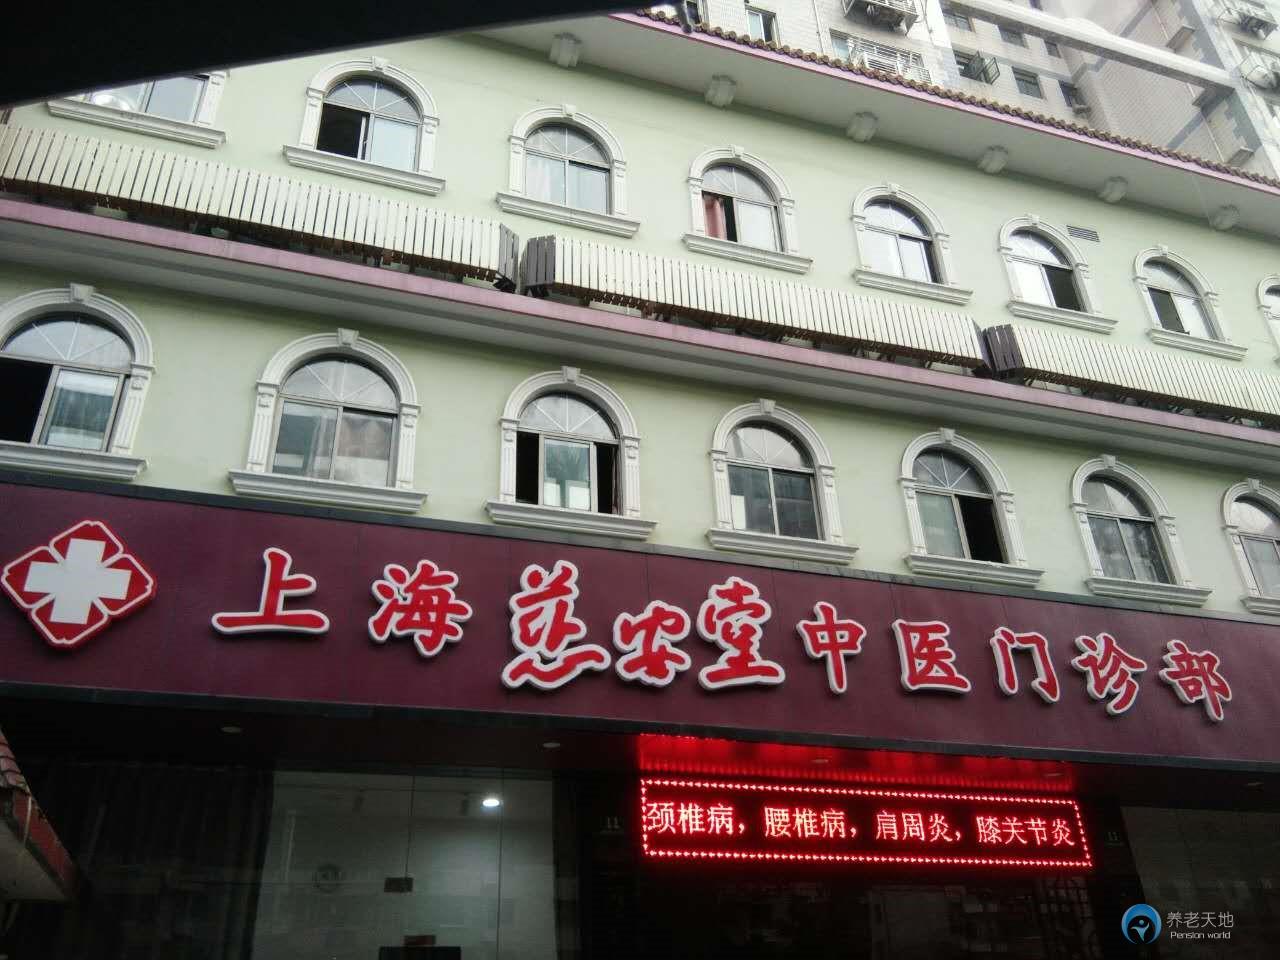 上海慈安堂中医门诊部
颈椎病，腰椎病，肩周炎，膝关节炎
11
养老天地
Pension world